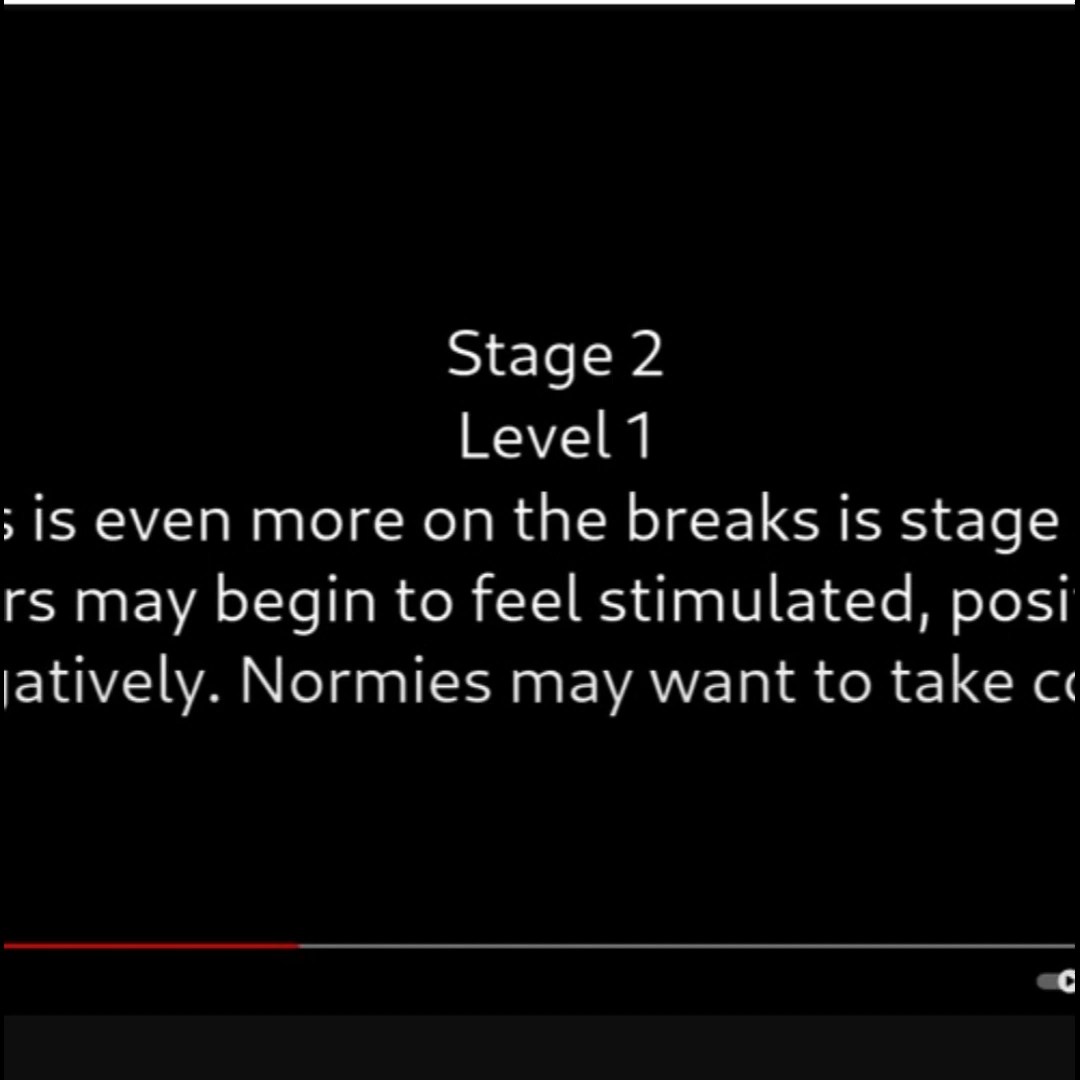 Stage 2
Level 1
is even more on the breaks is stage
may begin to feel stimulated,
Normies may want to take